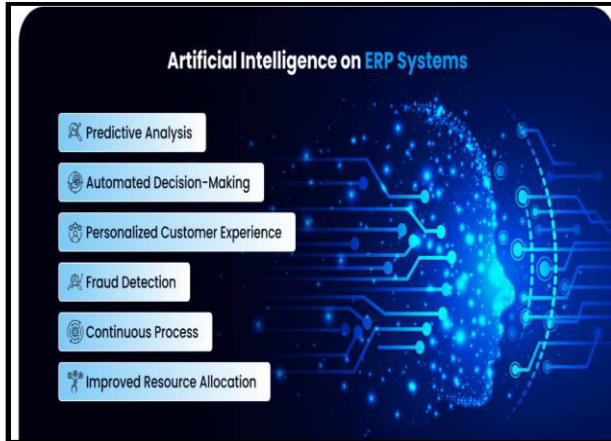 Artificial Intelligence on ERP Systems
Predictive Analysis
Automated Decision-Making
Personalized Customer Experience
Fraud Detection
Continuous Process
Improved Resource Allocation